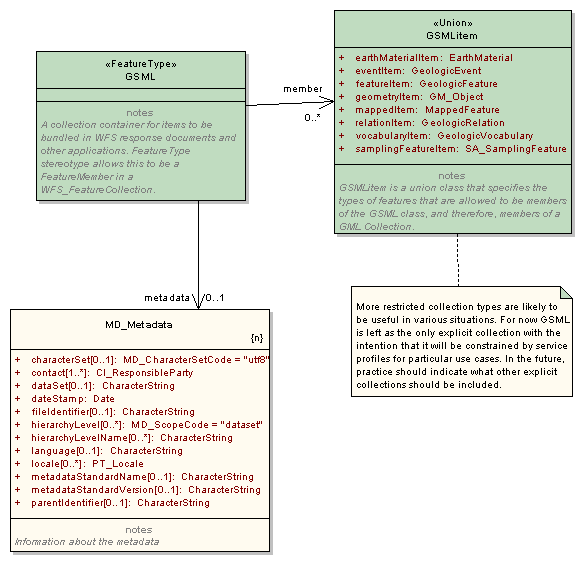 «FeatureType»
GSML
notes
A collection container for items to be
bundled in WFS response documents and
other applications. FeatureType
stereotype allows this to be a
FeatureMember in a
WFS_FeatureCollection.
member
0..*
«Union»
GSMLitem
+ earthMaterialItem: EarthMaterial
+ eventItem: GeologicEvent
+ featureItem: GeologicFeature
+ geometryItem: GM_Object
+ mappedItem: MappedFeature
+ relationItem: GeologicRelation
+ vocabularyItem: GeologicVocabulary
+ samplingFeatureItem: SA_SamplingFeature
notes
GSMLitem is a union class that specifies the
types of features that are allowed to be members
of the GSML class, and therefore, members of a
GML Collection.
metadata
0..1
MD_Metadata
{n}
+ characterSet[0..1]: MD_CharacterSetCode = "utf8"
+ contact[1..*]: CI_ResponsibleParty
+ dataSet[0..1]: CharacterString
+ dateStamp: Date
+ fileIdentifier[0..1]: CharacterString
+ hierarchyLevel[0..*]: MD_ScopeCode = "dataset"
+ hierarchyLevelName[0..*]: CharacterString
+ language[0..1]: CharacterString
+ locale[0..*]: PT_Locale
+ metadataStandardName[0..1]: CharacterString
+ metadataStandardVersion[0..1]: CharacterString
+ parentIdentifier[0..1]: CharacterString
notes
Information about the metadata
More restricted collection types are likely to
be useful in various situations. For now GSML
is left as the only explicit collection with the
intention that it will be constrained by service
profiles for particular use cases. In the future,
practice should indicate what other explicit
collections should be included.